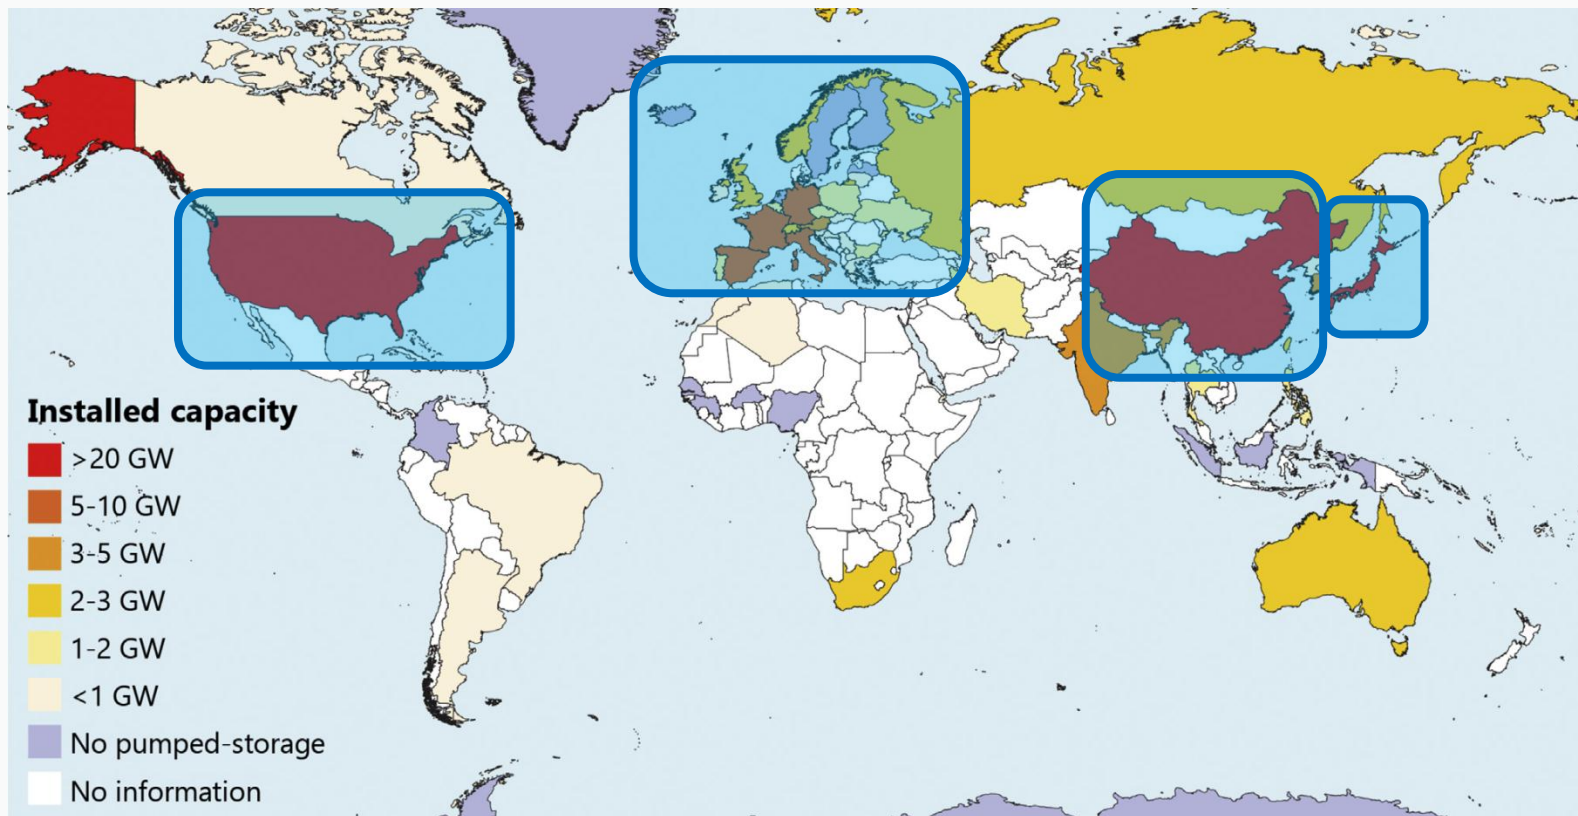 Installed capacity
>20 GW
5-10 GW
3-5 GW
2-3 GW
1-2 GW
<1 GW
No pumped-storage
No information